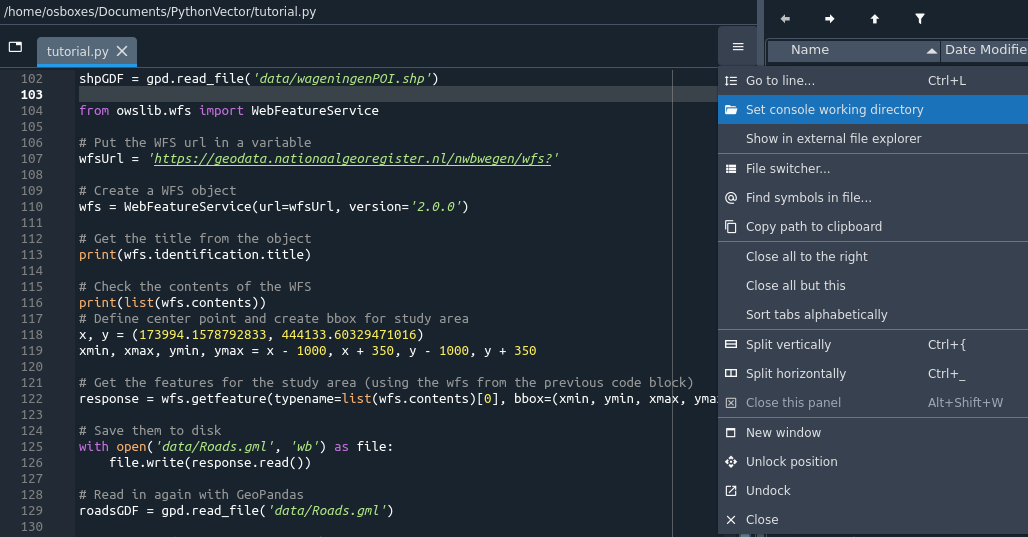 /home/osboxes/Documents/PythonVector/tutorial.py
tutorial.py
102 shpGDF = gpd.read_file('data/wageningenPOI.shp')
103
104 from owslib.wfs import WebFeatureService
105
106 # Put the WFS url in a variable
107 wfsUrl = 'https://geodata.nationaalgeoregister.nl/nwbwegen/wfs?'
108
109 # Create a WFS object
110 wfs = WebFeatureService(url=wfsUrl, version='2.0.0')
111
112 # Get the title from the object
113 print(wfs.identification.title)
114
115 # Check the contents of the WFS
116 print(list(wfs.contents))
117 # Define center point and create bbox for study area
118 x, y = (173994.1578792833, 444133.60329471016)
119 xmin, xmax, ymin, ymax = x - 1000, x + 350, y - 1000, y + 350
120
121 # Get the features for the study area (using the wfs from the previous code block)
122 response = wfs.getfeature(typename=list(wfs.contents)[0], bbox=(xmin, ymin, xmax, yma
123
124 # Save them to disk
125 with open('data/Roads.gml', 'wb') as file:
126     file.write(response.read())
127
128 # Read in again with GeoPandas
129 roadsGDF = gpd.read_file('data/Roads.gml')
130
Name Date Modifie
Go to line... Ctrl+L
Set console working directory
Show in external file explorer
File switcher...
Find symbols in file...
Copy path to clipboard
Close all to the right
Close all but this
Sort tabs alphabetically
Split vertically Ctrl+{
Split horizontally Ctrl+_
Close this panel Alt+Shift+W
New window
Unlock position
Undock
Close